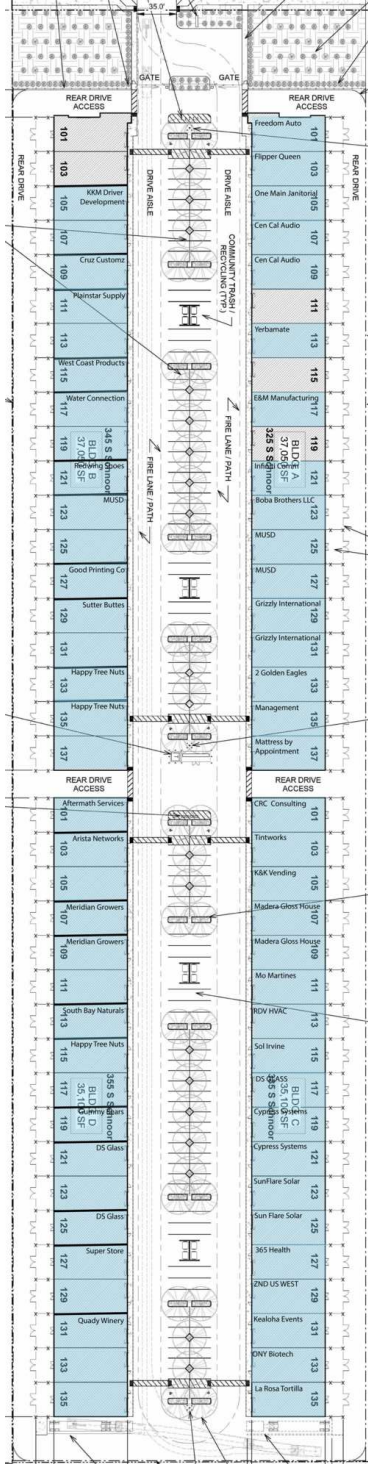 35.0'
GATE
GATE
REAR DRIVE
ACCESS
REAR DRIVE
ACCESS
REAR DRIVE
REAR DRIVE
DRIVE AISLE
DRIVE AISLE
COMMUNITY TRASH /
RECYCLING (TYP.)
FIRE LANE / PATH
FIRE LANE / PATH
101
103
KKM Driver
Development
105
107
Cruz Customz
109
Plainstar Supply
111
113
West Coast Products
115
Water Connection
117
119
345 S Schnoor
BLDG B
37,050 SF
Redwing Shoes
121
MUSD
123
125
Good Printing Co
127
Sutter Buttes
129
131
Happy Tree Nuts
133
Happy Tree Nuts
135
137
Freedom Auto
101
Flipper Queen
103
One Main Janitorial
105
Cen Cal Audio
107
Cen Cal Audio
109
111
Yerbamate
113
115
E&M Manufacturing
117
119
325 S Schnoor
BLDG A
37,050 SF
121
Boba Brothers LLC
123
MUSD
125
MUSD
127
Grizzly International
129
Grizzly International
131
2 Golden Eagles
133
Management
135
Mattress by
Appointment
137
REAR DRIVE
ACCESS
REAR DRIVE
ACCESS
Aftermath Services
101
Arista Networks
103
105
Meridian Growers
107
Meridian Growers
109
111
South Bay Naturals
113
Happy Tree Nuts
115
117
355 S Schnoor
BLDG D
35,100 SF
Gummy Bears
119
DS Glass
121
123
DS Glass
125
Super Store
127
129
Quady Winery
131
133
135
CRC Consulting
101
Tintworks
103
K&K Vending
105
Madera Gloss House
107
Madera Gloss House
109
Mo Martines
111
RDV HVAC
113
Sol Irvine
115
DS GLASS
117
355 S Schnoor
BLDG C
35,100 SF
Cypress Systems
119
Cypress Systems
121
SunFlare Solar
123
Sun Flare Solar
125
365 Health
127
ZND US WEST
129
Kealoha Events
131
ONY Biotech
133
La Rosa Tortilla
135